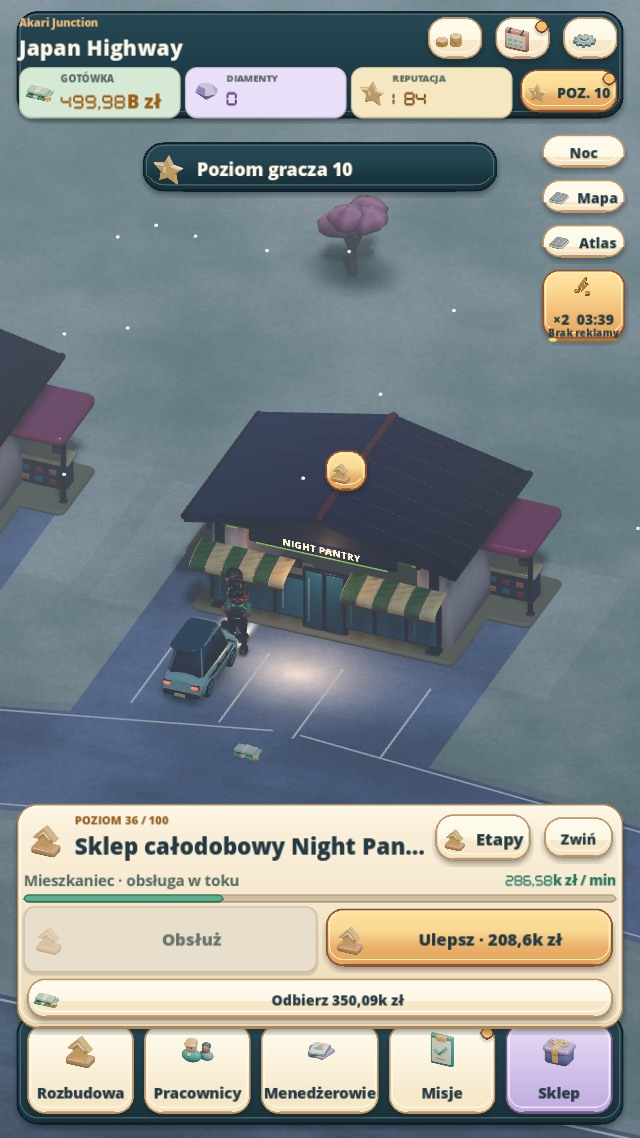 Akari Junction
Japan Highway
GOTÓWKA
499,98B zł
DIAMENTY
0
REPUTACJA
184
POZ. 10
Poziom gracza 10
Noc
Mapa
Atlas
×2 03:39
Brak reklamy
NIGHT PANTRY
POZIOM 36 / 100
Sklep całodobowy Night Pan...
Etapy
Zwiń
Mieszkaniec · obsługa w toku
286,58k zł / min
Obsłuż
Ulepsz · 208,6k zł
Odbierz 350,09k zł
Rozbudowa
Pracownicy
Menedżerowie
Misje
Sklep